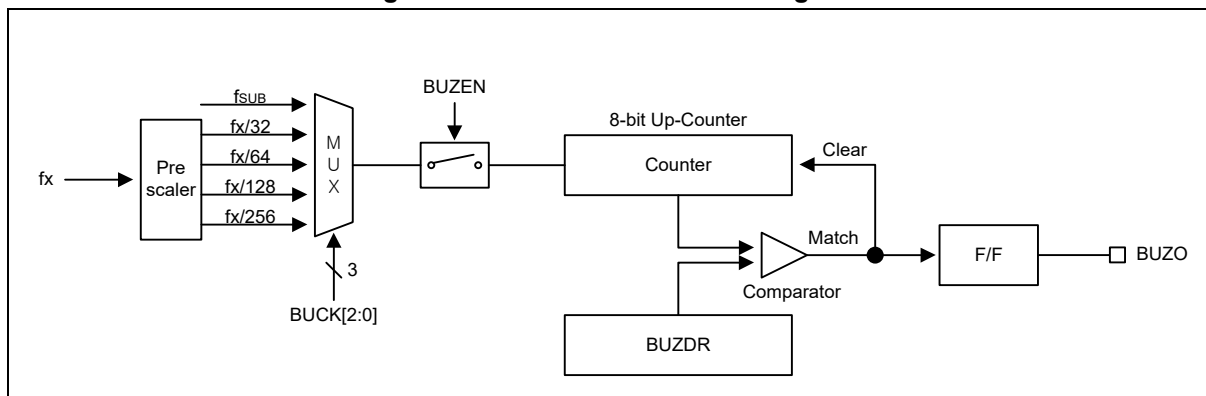 BUZEN
fSUB
fx/32
fx/64
fx/128
fx/256
fx
Pre
scaler
M
U
X
8-bit Up-Counter
Counter
Clear
Match
Comparator
F/F
BUZO
3
BUCK[2:0]
BUZDR